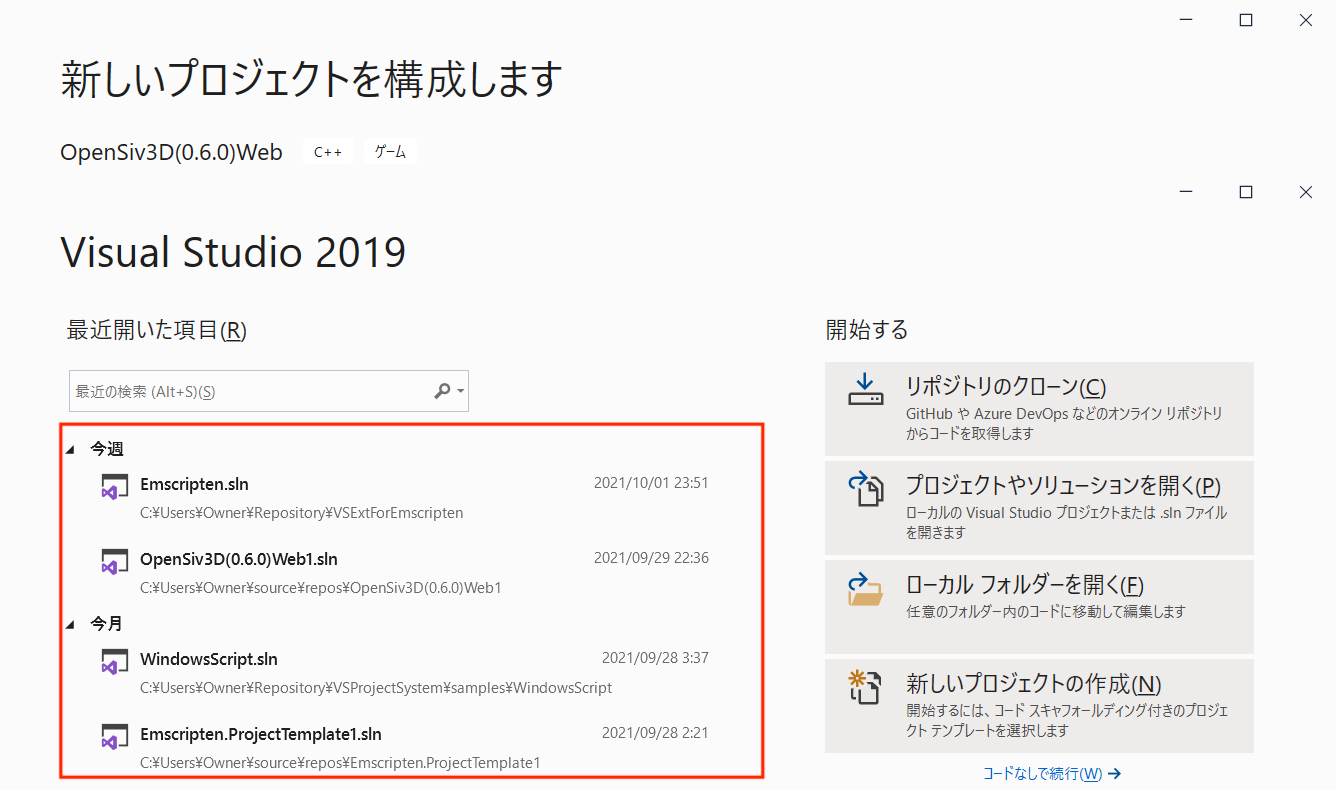 新しいプロジェクトを構成します
OpenSiv3D(0.6.0)Web C++ ゲーム
Visual Studio 2019
最近開いた項目(R)
最近の検索 (Alt+S)(S)
今週
Emscripten.sln 2021/10/01 23:51
C:¥Users¥Owner¥Repository¥VSExtForEmscripten
OpenSiv3D(0.6.0)Web1.sln 2021/09/29 22:36
C:¥Users¥Owner¥source¥repos¥OpenSiv3D(0.6.0)Web1
今月
WindowsScript.sln 2021/09/28 3:37
C:¥Users¥Owner¥Repository¥VSProjectSystem¥samples¥WindowsScript
Emscripten.ProjectTemplate1.sln 2021/09/28 2:21
C:¥Users¥Owner¥source¥repos¥Emscripten.ProjectTemplate1
開始する
リポジトリのクローン(C)
GitHub や Azure DevOps などのオンライン リポジトリ
からコードを取得します
プロジェクトやソリューションを開く(P)
ローカルの Visual Studio プロジェクトまたは .sln ファイル
を開きます
ローカル フォルダーを開く(F)
任意のフォルダー内のコードに移動して編集します
新しいプロジェクトの作成(N)
開始するには、コード スキャフォールディング付きのプロジェ
クト テンプレートを選択します
コードなしで続行(W)